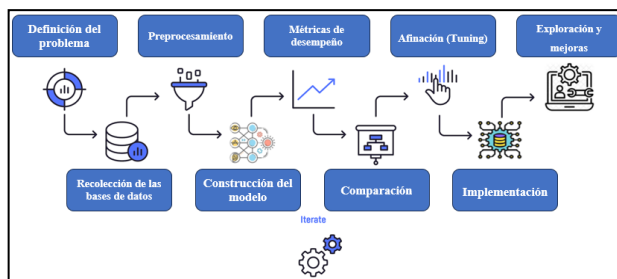 Definición del
problema
Preprocesamiento
Métricas de
desempeño
Afinación (Tuning)
Exploración y
mejoras
Recolección de las
bases de datos
Construcción del
modelo
Comparación
Implementación
Iterate